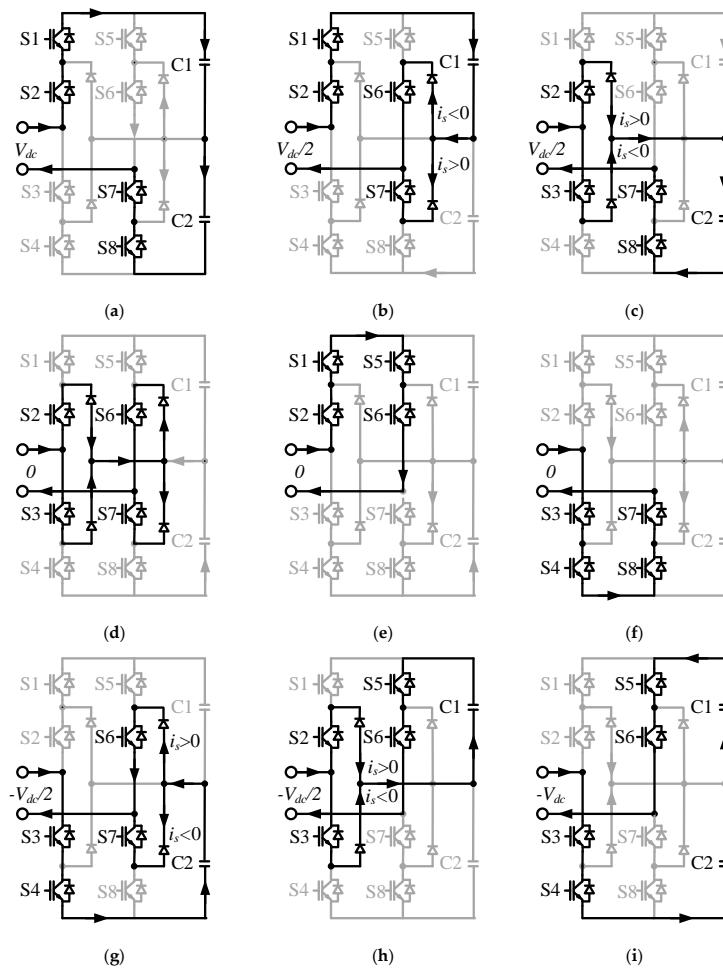 S1
S5
C1
S2
S6
V_dc
S3
S7
C2
S4
S8
(a)
S1
S5
C1
S2
S6
i_s<0
V_dc/2
i_s>0
S3
S7
C2
S4
S8
(b)
S1
S5
C1
S2
S6
i_s>0
V_dc/2
i_s<0
S3
S7
C2
S4
S8
(c)
S1
S5
C1
S2
S6
0
S3
S7
C2
S4
S8
(d)
S1
S5
C1
S2
S6
0
S3
S7
C2
S4
S8
(e)
S1
S5
C1
S2
S6
0
S3
S7
C2
S4
S8
(f)
S1
S5
C1
S2
S6
i_s>0
-V_dc/2
S3
S7
i_s<0
C2
S4
S8
(g)
S1
S5
C1
S2
S6
i_s>0
-V_dc/2
i_s<0
S3
S7
C2
S4
S8
(h)
S1
S5
C1
S2
S6
-V_dc
S3
S7
C2
S4
S8
(i)